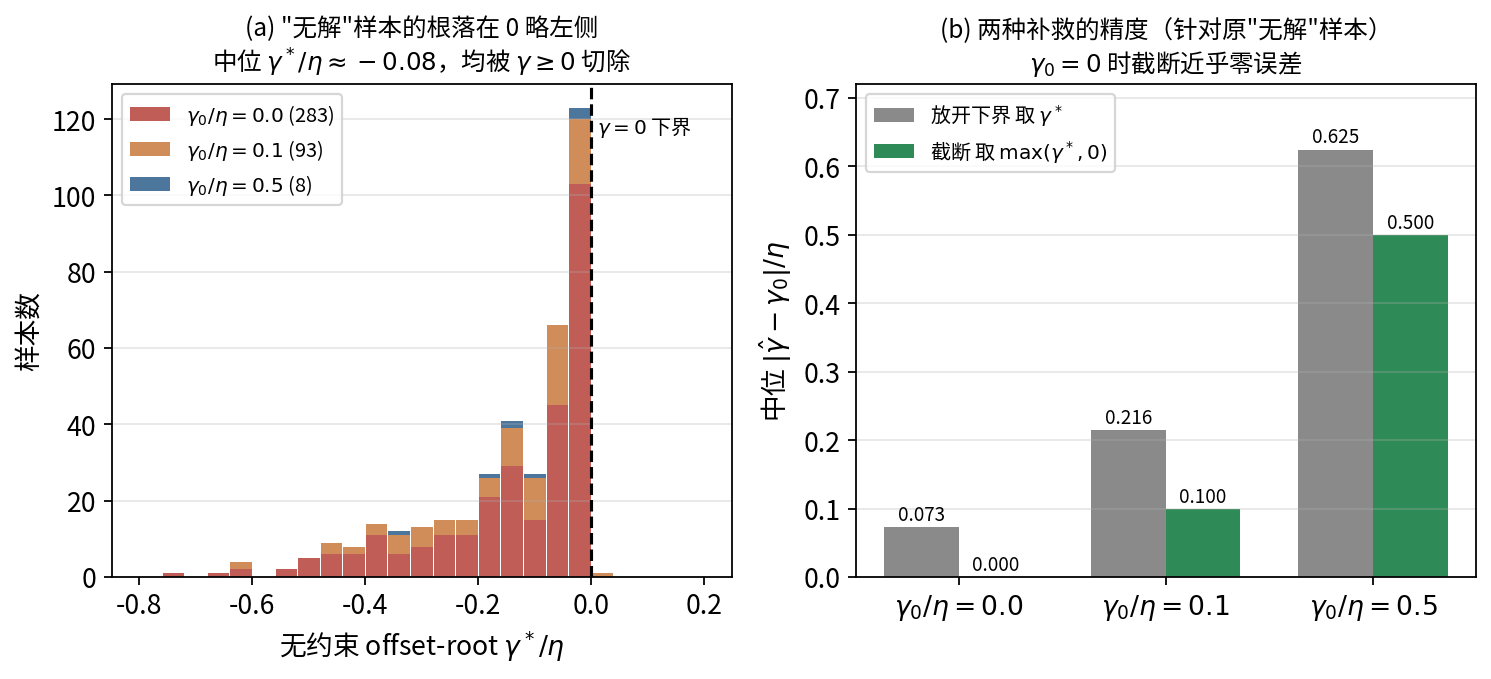 (a) "无解"样本的根落在 0 略左侧
中位 γ*/η ≈ −0.08，均被 γ ≥ 0 切除
γ₀/η = 0.0 (283)
γ₀/η = 0.1 (93)
γ₀/η = 0.5 (8)
γ = 0 下界
样本数
120
100
80
60
40
20
0
-0.8
-0.6
-0.4
-0.2
0.0
0.2
无约束 offset-root γ*/η
(b) 两种补救的精度（针对原"无解"样本）
γ₀ = 0 时截断近乎零误差
放开下界 取 γ*
截断 取 max(γ*, 0)
中位 |γ̂ − γ₀|/η
0.7
0.6
0.5
0.4
0.3
0.2
0.1
0.0
0.073
0.000
0.216
0.100
0.625
0.500
γ₀/η = 0.0
γ₀/η = 0.1
γ₀/η = 0.5